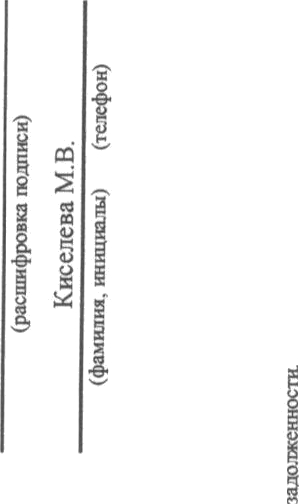 (расшифровка подписи)
Киселева М.В.
(фамилия, инициалы) (телефон)
задолженности.